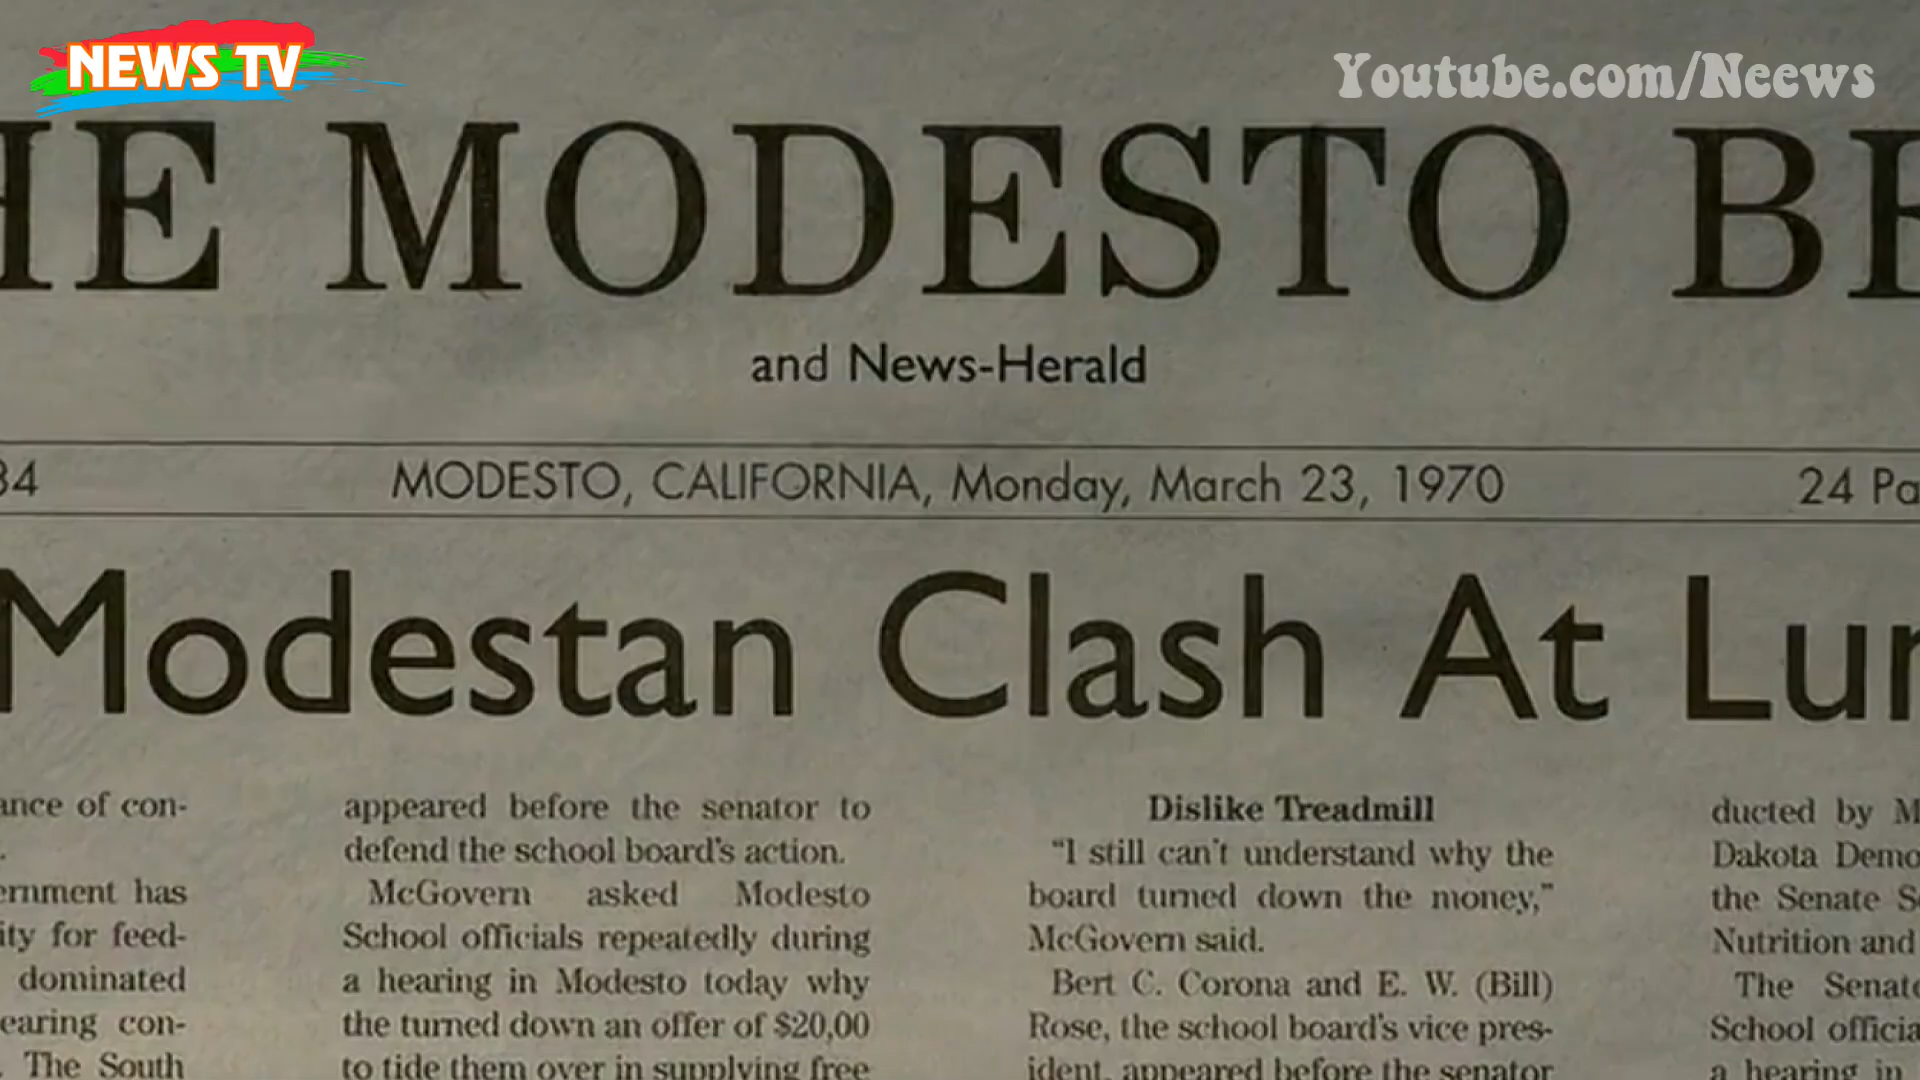 NEWS TV
Youtube.com/Neews
THE MODESTO BE
and News-Herald
34
MODESTO, CALIFORNIA, Monday, March 23, 1970
24 Pa
Modestan Clash At Lun
ance of con-
ernment has
ity for feed-
dominated
earing con-
. The South
appeared before the senator to
defend the school board's action.
McGovern asked Modesto
School officials repeatedly during
a hearing in Modesto today why
the turned down an offer of $20,00
to tide them over in supplying free
Dislike Treadmill
"I still can't understand why the
board turned down the money,"
McGovern said.
Bert C. Corona and E. W. (Bill)
Rose, the school board's vice pres-
ident, appeared before the senator
ducted by M
Dakota Demo
the Senate Se
Nutrition and
The Senate
School officia
a hearing in